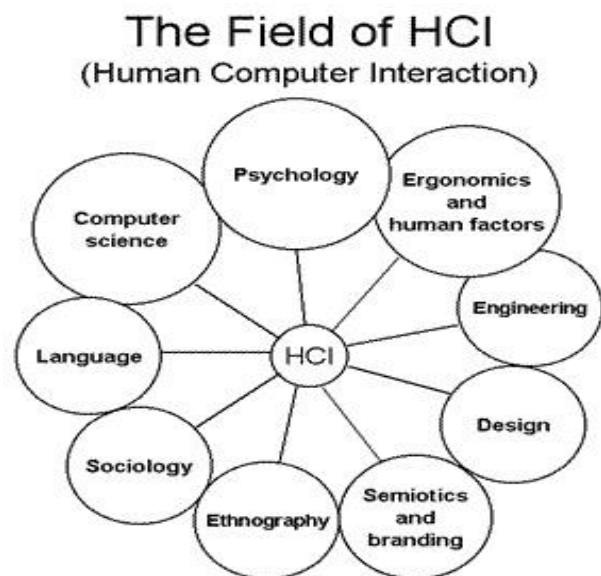 The Field of HCI
(Human Computer Interaction)
Psychology
Ergonomics
and
human factors
Computer
science
Engineering
HCI
Language
Design
Sociology
Semiotics
and
branding
Ethnography